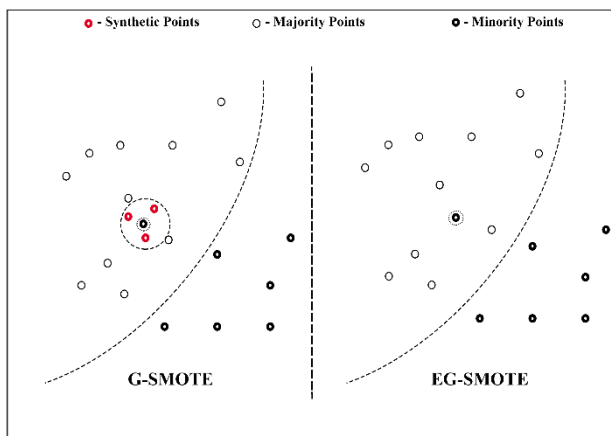 - Synthetic Points - Majority Points - Minority Points
G-SMOTE EG-SMOTE